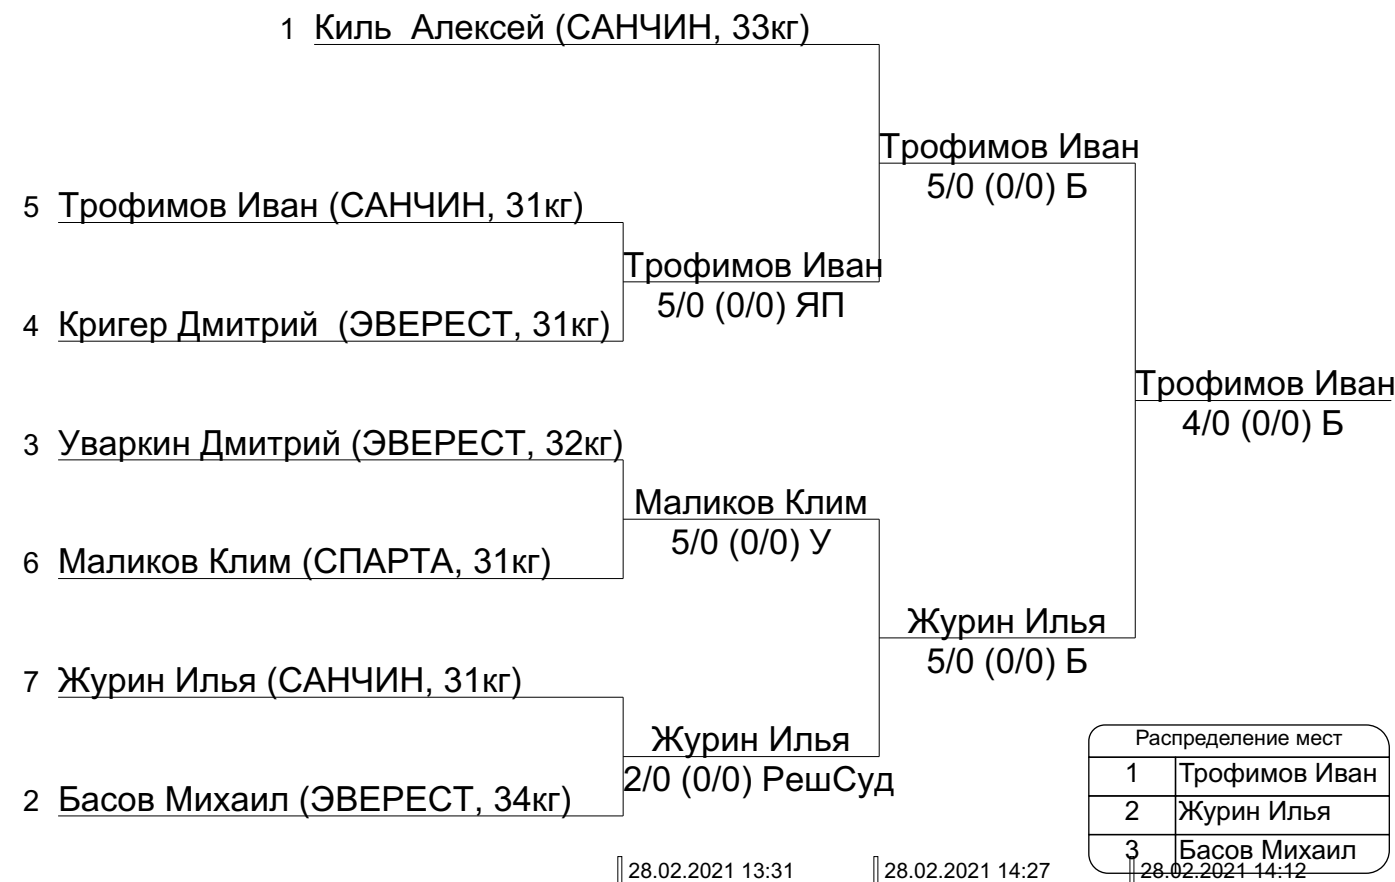 1 Киль  Алексей (САНЧИН, 33кг)
Трофимов Иван
5/0 (0/0) Б
5 Трофимов Иван (САНЧИН, 31кг)
Трофимов Иван
5/0 (0/0) ЯП
4 Кригер Дмитрий  (ЭВЕРЕСТ, 31кг)
Трофимов Иван
4/0 (0/0) Б
3 Уваркин Дмитрий (ЭВЕРЕСТ, 32кг)
Маликов Клим
5/0 (0/0) У
6 Маликов Клим (СПАРТА, 31кг)
Журин Илья
5/0 (0/0) Б
7 Журин Илья (САНЧИН, 31кг)
Журин Илья
2/0 (0/0) РешСуд
2 Басов Михаил (ЭВЕРЕСТ, 34кг)
Распределение мест
1 Трофимов Иван
2 Журин Илья
3 Басов Михаил
28.02.2021 13:31 28.02.2021 14:27 28.02.2021 14:12